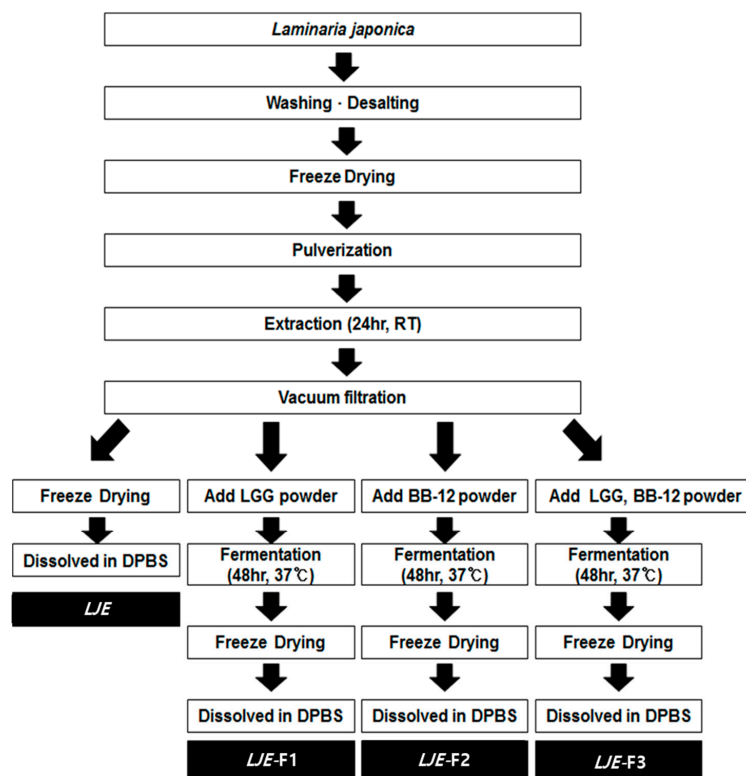 Laminaria japonica
Washing · Desalting
Freeze Drying
Pulverization
Extraction (24hr, RT)
Vacuum filtration
Freeze Drying
Dissolved in DPBS
LJE
Add LGG powder
Fermentation
(48hr, 37℃)
Freeze Drying
Dissolved in DPBS
LJE-F1
Add BB-12 powder
Fermentation
(48hr, 37℃)
Freeze Drying
Dissolved in DPBS
LJE-F2
Add LGG, BB-12 powder
Fermentation
(48hr, 37℃)
Freeze Drying
Dissolved in DPBS
LJE-F3